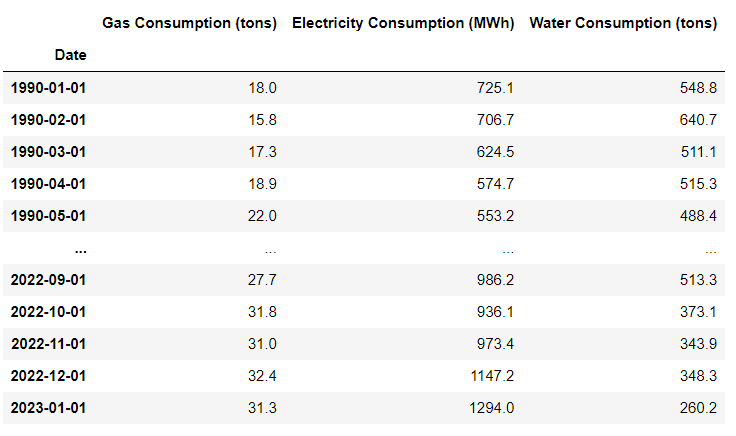 Gas Consumption (tons) Electricity Consumption (MWh) Water Consumption (tons)
Date
1990-01-01 18.0 725.1 548.8
1990-02-01 15.8 706.7 640.7
1990-03-01 17.3 624.5 511.1
1990-04-01 18.9 574.7 515.3
1990-05-01 22.0 553.2 488.4
... ... ... ...
2022-09-01 27.7 986.2 513.3
2022-10-01 31.8 936.1 373.1
2022-11-01 31.0 973.4 343.9
2022-12-01 32.4 1147.2 348.3
2023-01-01 31.3 1294.0 260.2